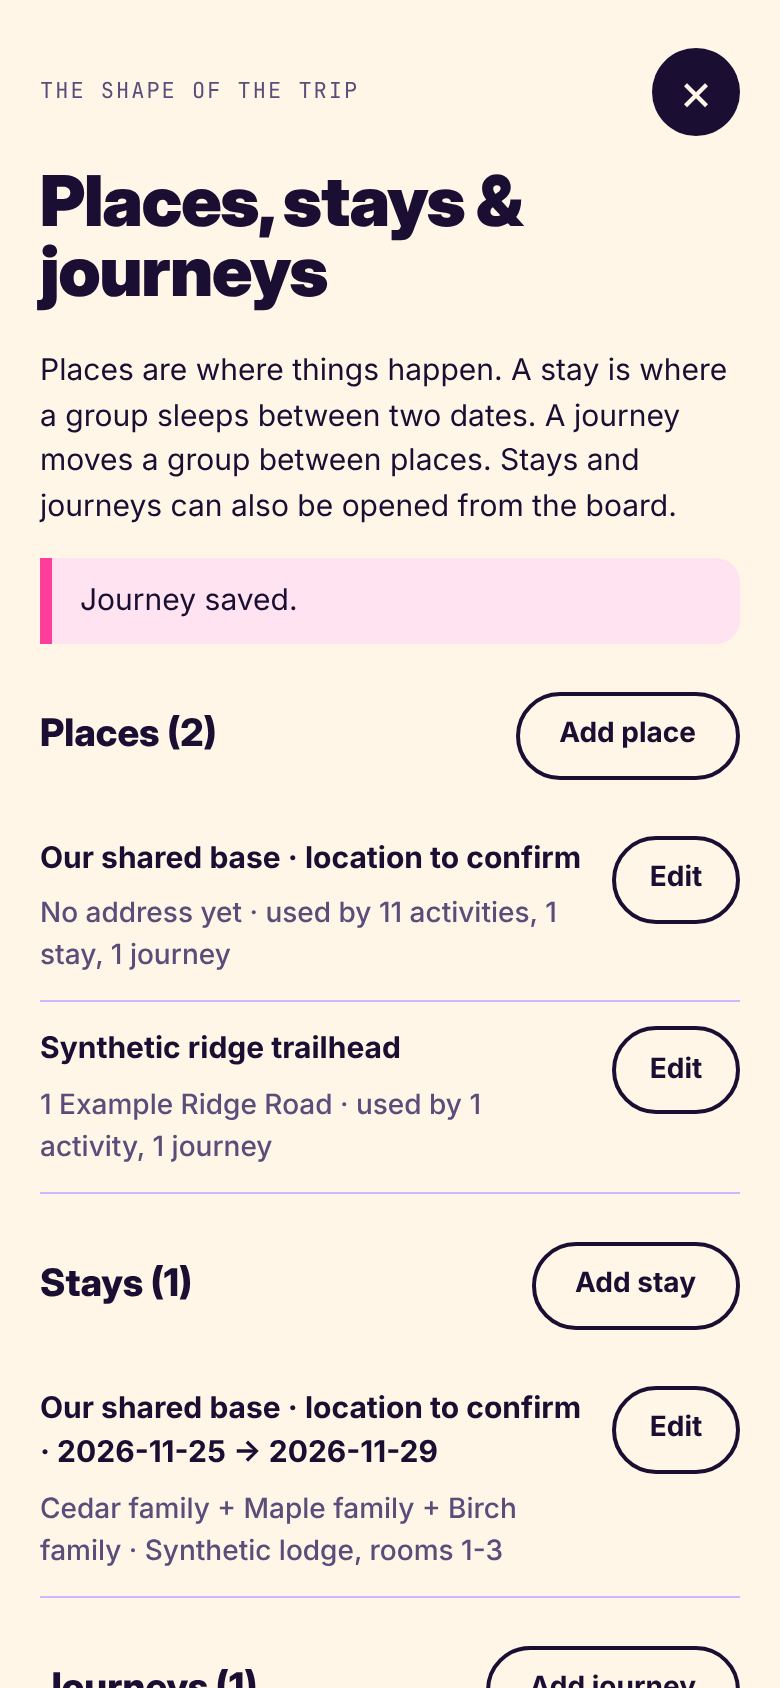 THE SHAPE OF THE TRIP
×
Places, stays &
journeys
Places are where things happen. A stay is where
a group sleeps between two dates. A journey
moves a group between places. Stays and
journeys can also be opened from the board.
Journey saved.
Places (2)
Add place
Our shared base · location to confirm
Edit
No address yet · used by 11 activities, 1
stay, 1 journey
Synthetic ridge trailhead
Edit
1 Example Ridge Road · used by 1
activity, 1 journey
Stays (1)
Add stay
Our shared base · location to confirm
· 2026-11-25 → 2026-11-29
Edit
Cedar family + Maple family + Birch
family · Synthetic lodge, rooms 1-3
Journeys (1)
Add journey